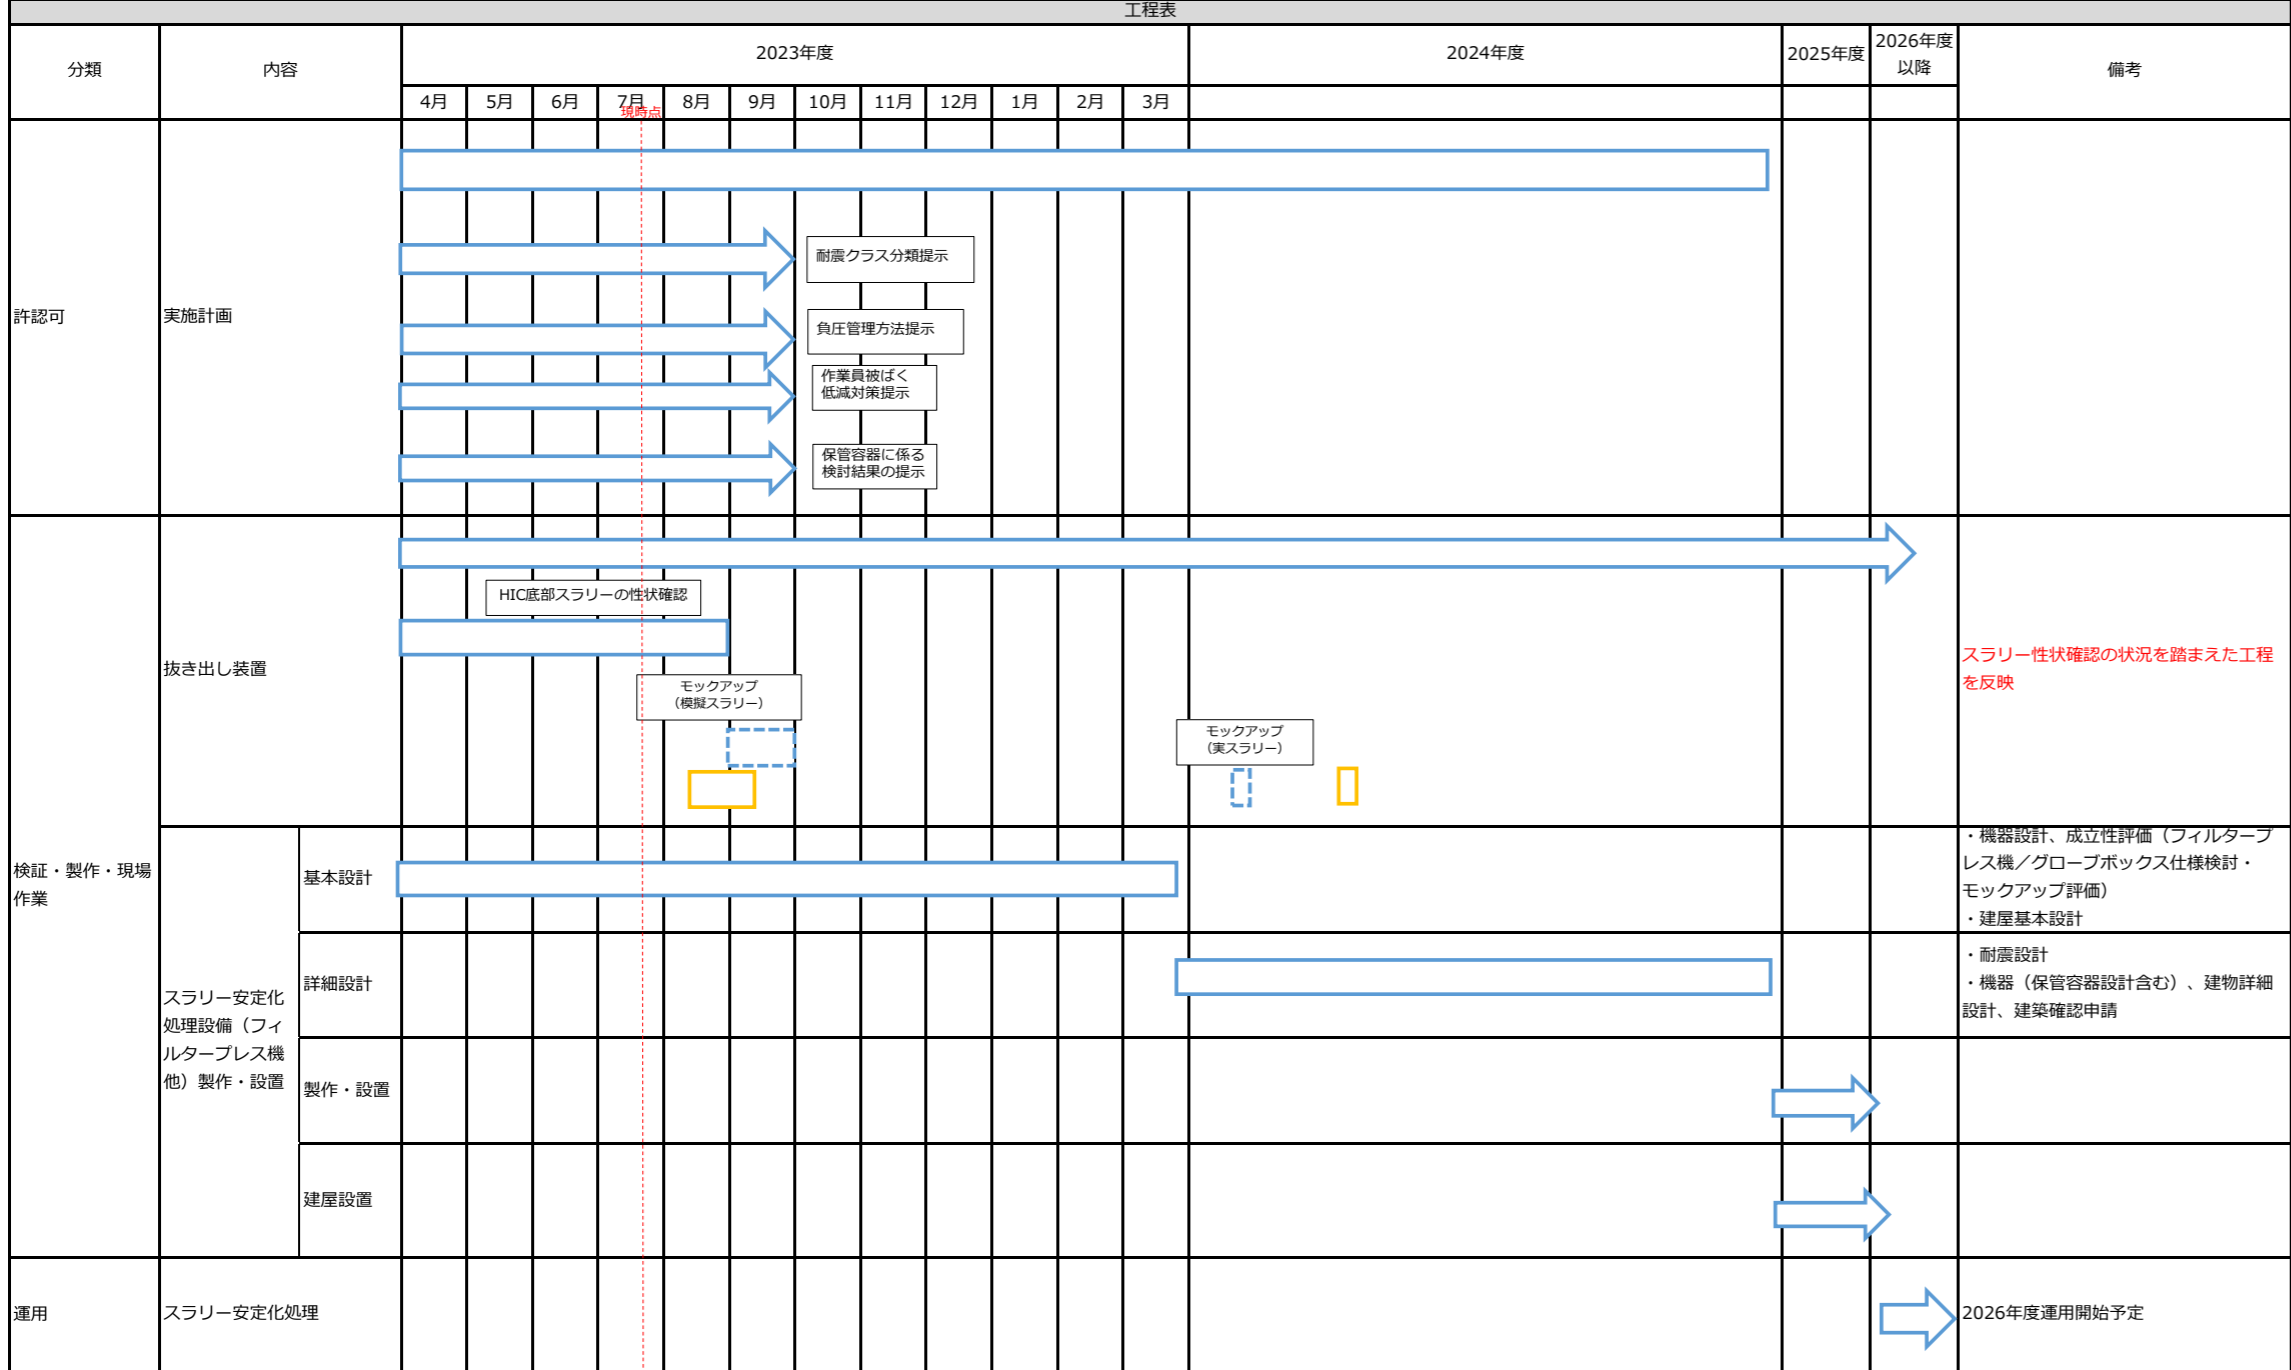 工程表
分類
内容
2023年度
2024年度
2025年度
2026年度
以降
備考
4月
5月
6月
7月
8月
9月
10月
11月
12月
1月
2月
3月
現時点
許認可
実施計画
耐震クラス分類提示
負圧管理方法提示
作業員被ばく
低減対策提示
保管容器に係る
検討結果の提示
検証・製作・現場
作業
抜き出し装置
HIC底部スラリーの性状確認
モックアップ
（模擬スラリー）
モックアップ
（実スラリー）
スラリー性状確認の状況を踏まえた工程
を反映
スラリー安定化
処理設備（フィ
ルタープレス機
他）製作・設置
基本設計
・機器設計、成立性評価（フィルタープ
レス機／グローブボックス仕様検討・
モックアップ評価）
・建屋基本設計
詳細設計
・耐震設計
・機器（保管容器設計含む）、建物詳細
設計、建築確認申請
製作・設置
建屋設置
運用
スラリー安定化処理
2026年度運用開始予定